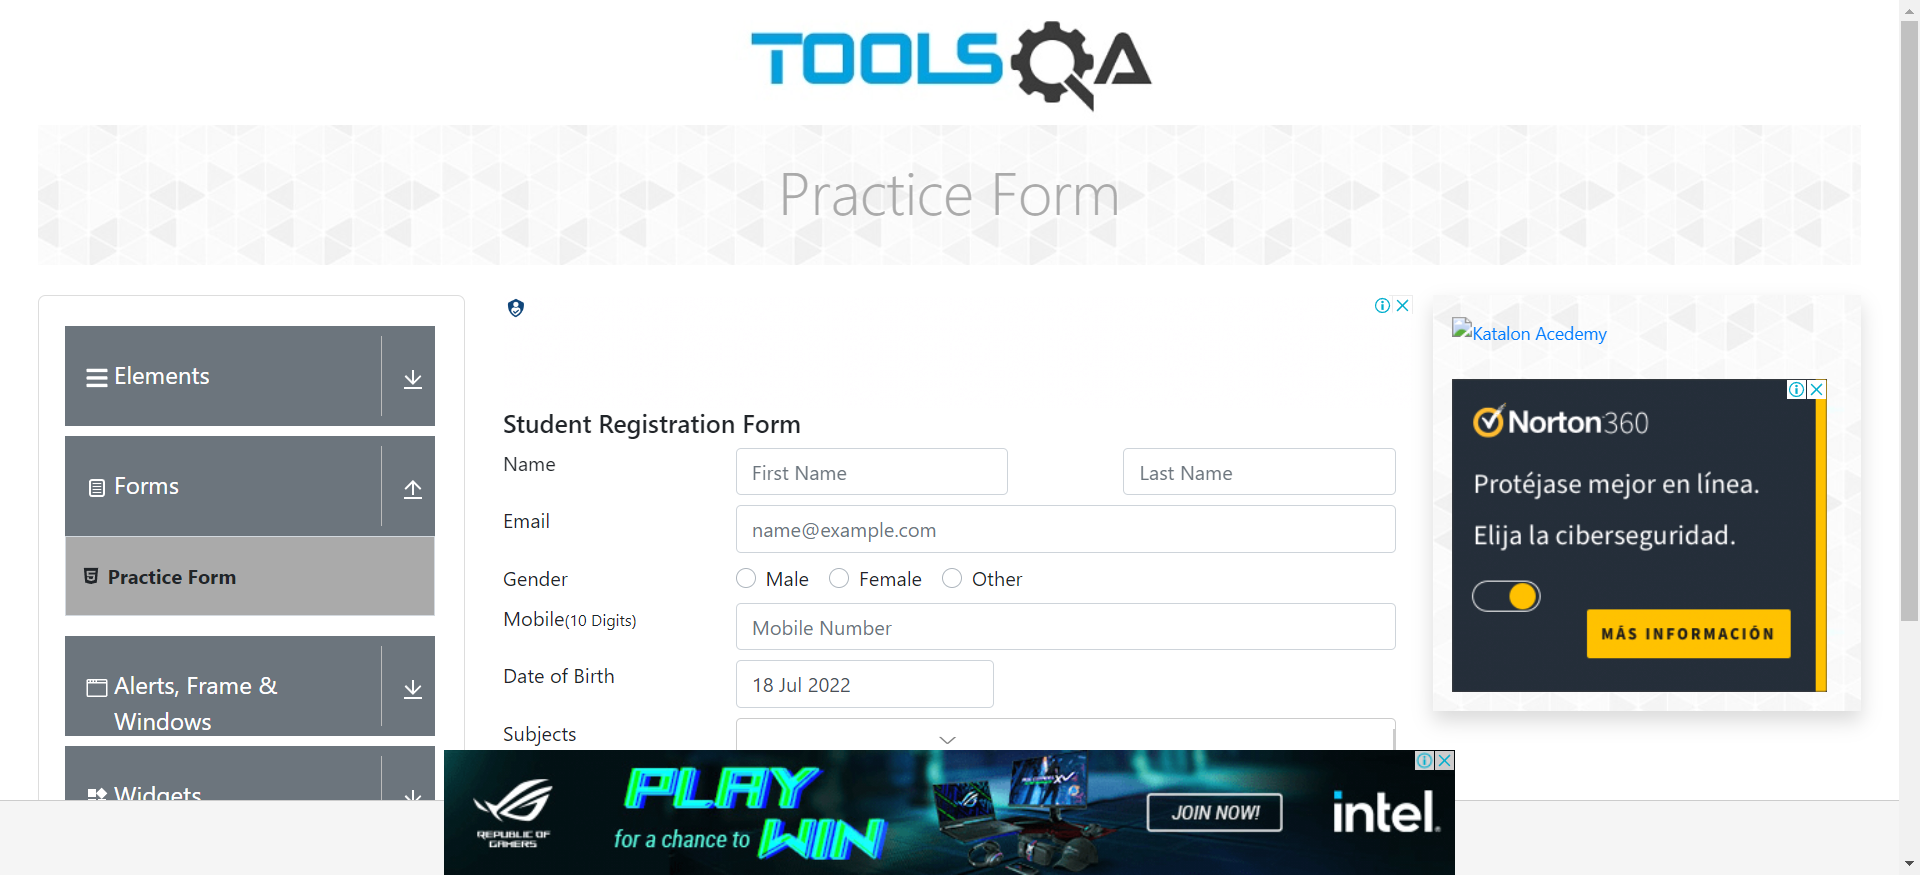 TOOLSQA
Practice Form
Elements
Forms
Practice Form
Alerts, Frame &
Windows
Widgets
Student Registration Form
Name
First Name
Last Name
Email
name@example.com
Gender
Male
Female
Other
Mobile(10 Digits)
Mobile Number
Date of Birth
18 Jul 2022
Subjects
Katalon Acedemy
Norton360
Protéjase mejor en línea.
Elija la ciberseguridad.
MÁS INFORMACIÓN
REPUBLIC OF
GAMERS
PLAY
for a chance to WIN
JOIN NOW!
intel.